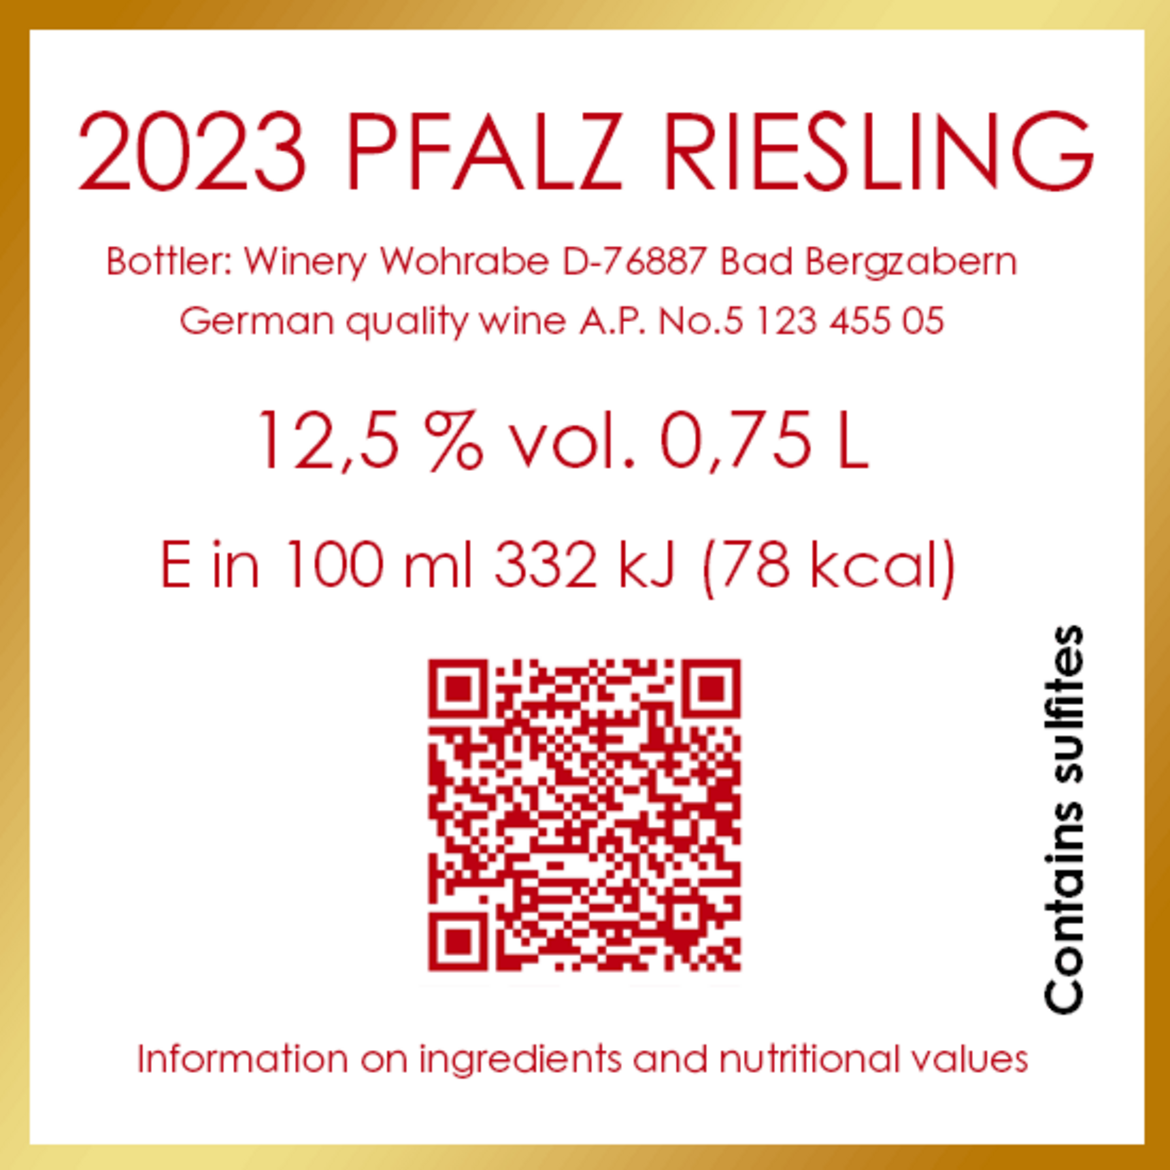 2023 PFALZ RIESLING
Bottler: Winery Wohrabe D-76887 Bad Bergzabern
German quality wine A.P. No.5 123 455 05
12,5 % vol. 0,75 L
E in 100 ml 332 kJ (78 kcal)
Contains sulfites
Information on ingredients and nutritional values